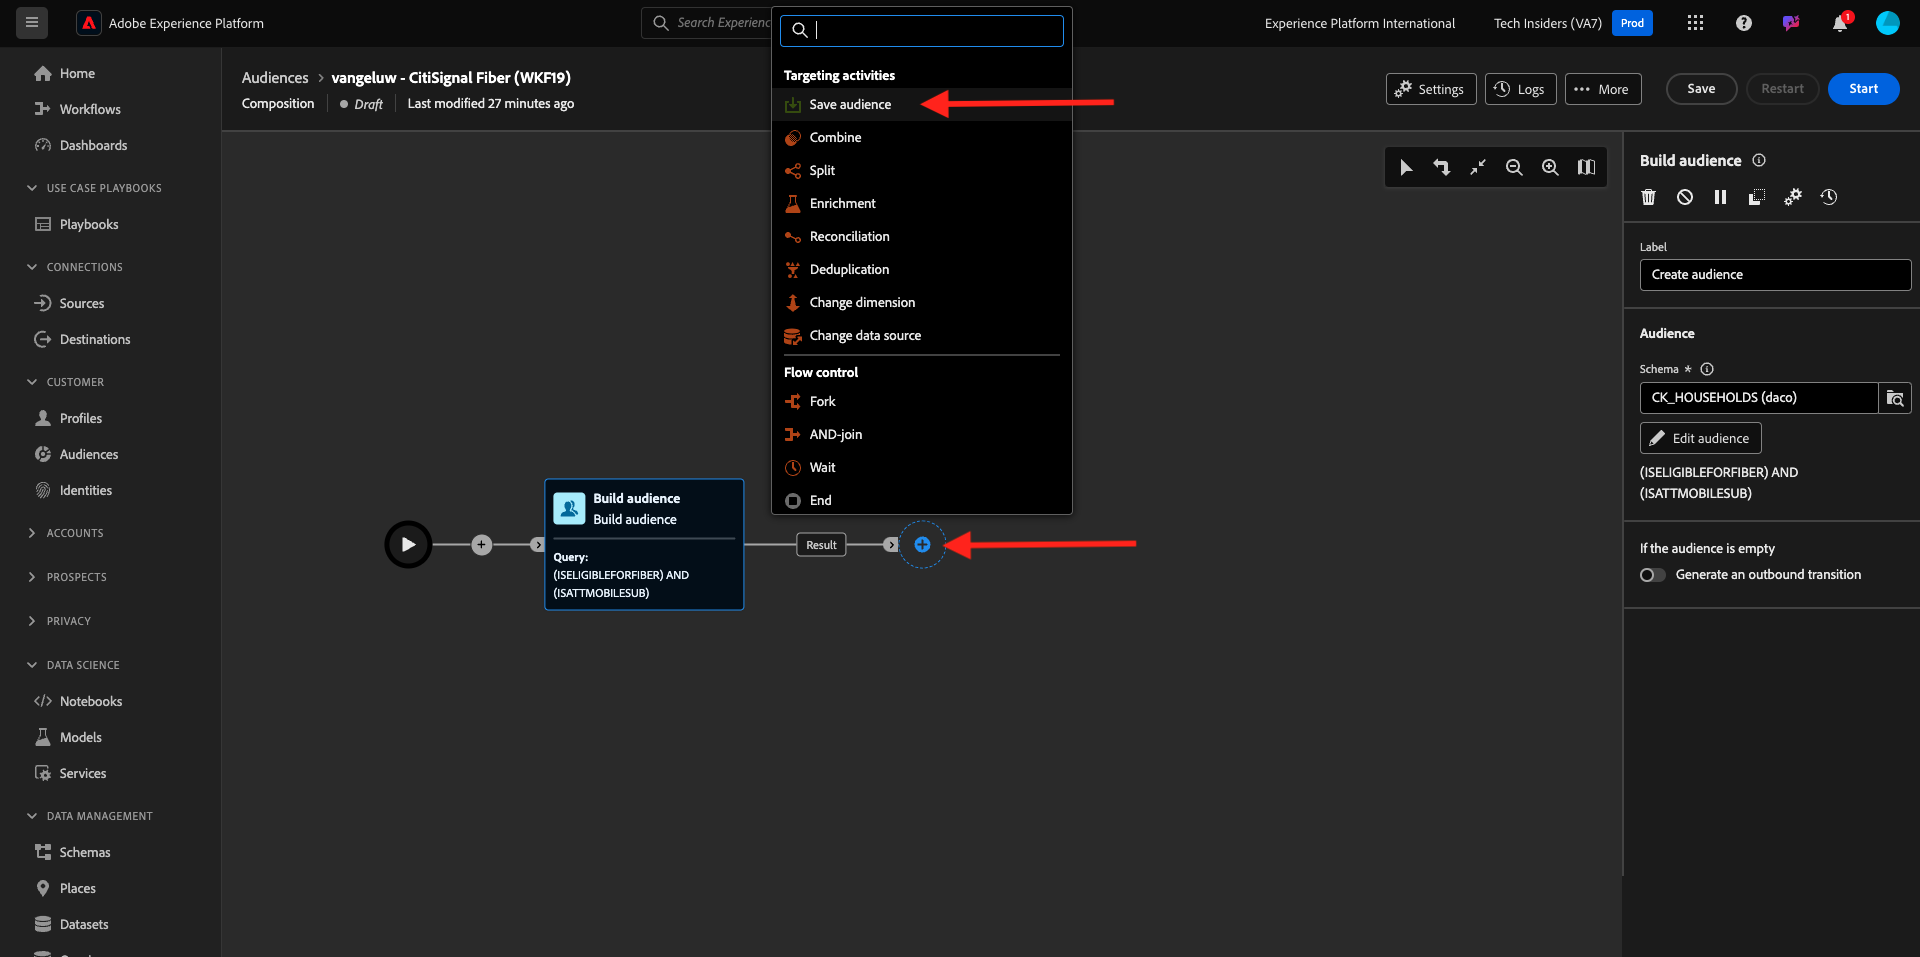 Adobe Experience Platform
Search Experienc
Experience Platform International
Tech Insiders (VA7)
Prod
1
Home
Workflows
Dashboards
USE CASE PLAYBOOKS
Playbooks
CONNECTIONS
Sources
Destinations
CUSTOMER
Profiles
Audiences
Identities
ACCOUNTS
PROSPECTS
PRIVACY
DATA SCIENCE
Notebooks
Models
Services
DATA MANAGEMENT
Schemas
Places
Datasets
Audiences > vangeluw - CitiSignal Fiber (WKF19)
Composition
Draft
Last modified 27 minutes ago
Settings
Logs
More
Save
Restart
Start
Targeting activities
Save audience
Combine
Split
Enrichment
Reconciliation
Deduplication
Change dimension
Change data source
Flow control
Fork
AND-join
Wait
End
Build audience
Build audience
Query:
(ISELIGIBLEFORFIBER) AND
(ISATTMOBILESUB)
Result
Build audience
Label
Create audience
Audience
Schema *
CK_HOUSEHOLDS (daco)
Edit audience
(ISELIGIBLEFORFIBER) AND
(ISATTMOBILESUB)
If the audience is empty
Generate an outbound transition